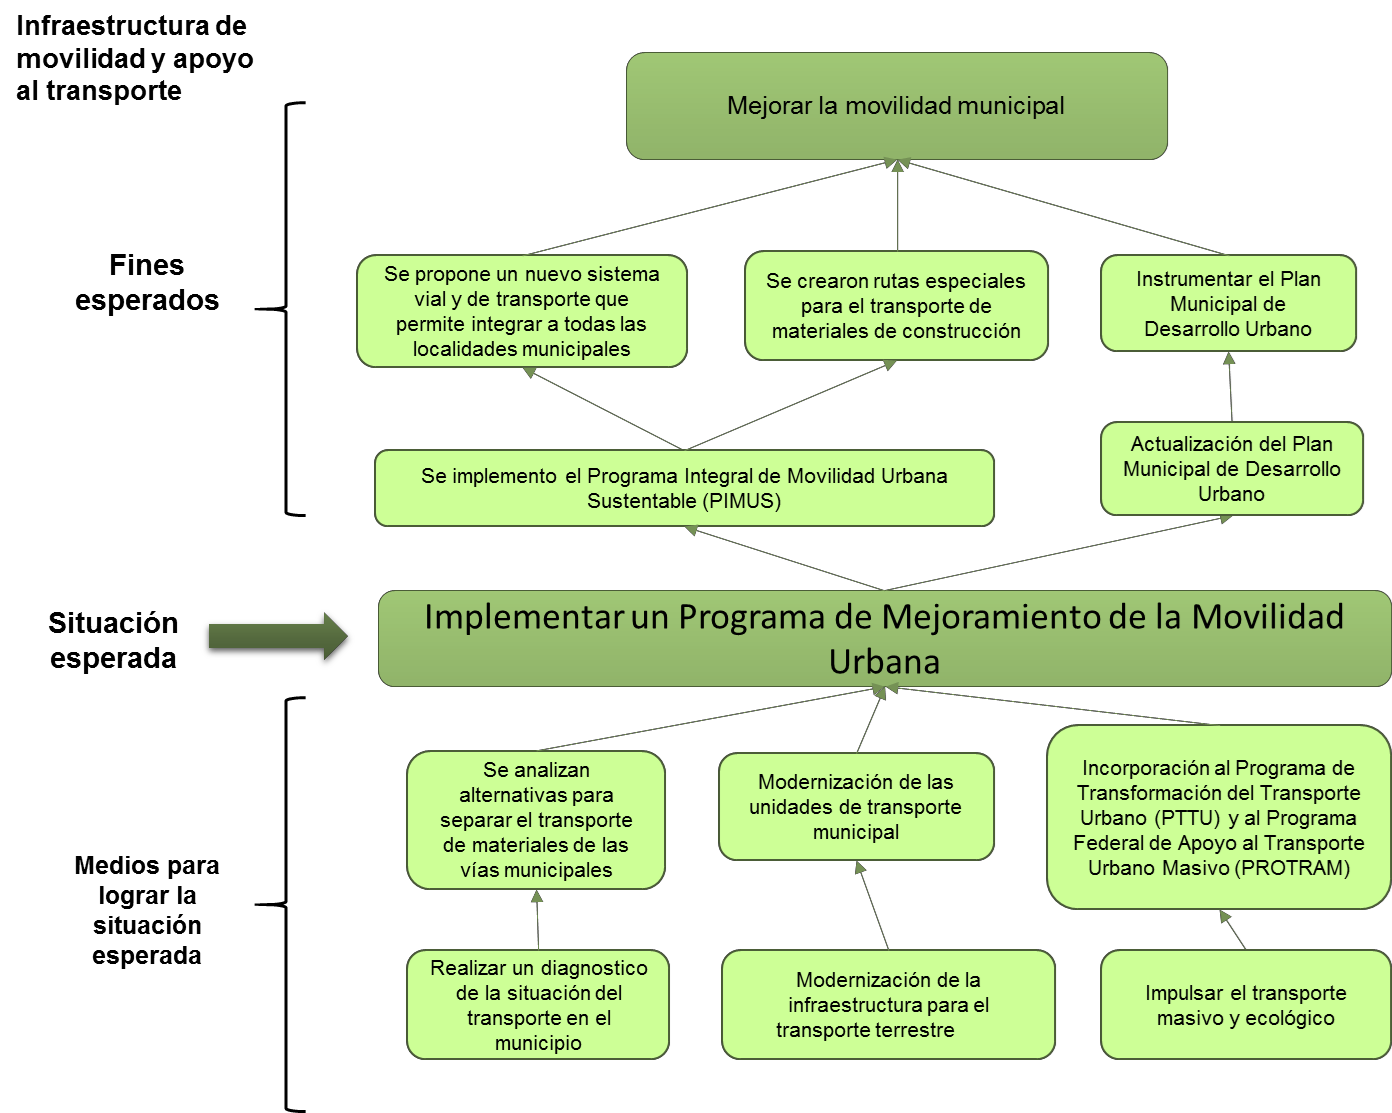 Infraestructura de
movilidad y apoyo
al transporte
Mejorar la movilidad municipal
Fines
esperados
Se propone un nuevo sistema
vial y de transporte que
permite integrar a todas las
localidades municipales
Se crearon rutas especiales
para el transporte de
materiales de construcción
Instrumentar el Plan
Municipal de
Desarrollo Urbano
Se implemento el Programa Integral de Movilidad Urbana
Sustentable (PIMUS)
Actualización del Plan
Municipal de Desarrollo
Urbano
Situación
esperada
Implementar un Programa de Mejoramiento de la Movilidad
Urbana
Medios para
lograr la
situación
esperada
Se analizan
alternativas para
separar el transporte
de materiales de las
vías municipales
Modernización de las
unidades de transporte
municipal
Incorporación al Programa de
Transformación del Transporte
Urbano (PTTU) y al Programa
Federal de Apoyo al Transporte
Urbano Masivo (PROTRAM)
Realizar un diagnostico
de la situación del
transporte en el
municipio
Modernización de la
infraestructura para el
transporte terrestre
Impulsar el transporte
masivo y ecológico